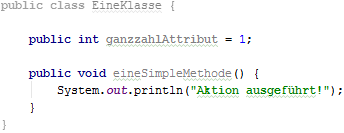 public class EineKlasse {
public int ganzzahlAttribut = 1;
public void eineSimpleMethode() {
System.out.println("Aktion ausgeführt!");
}
}